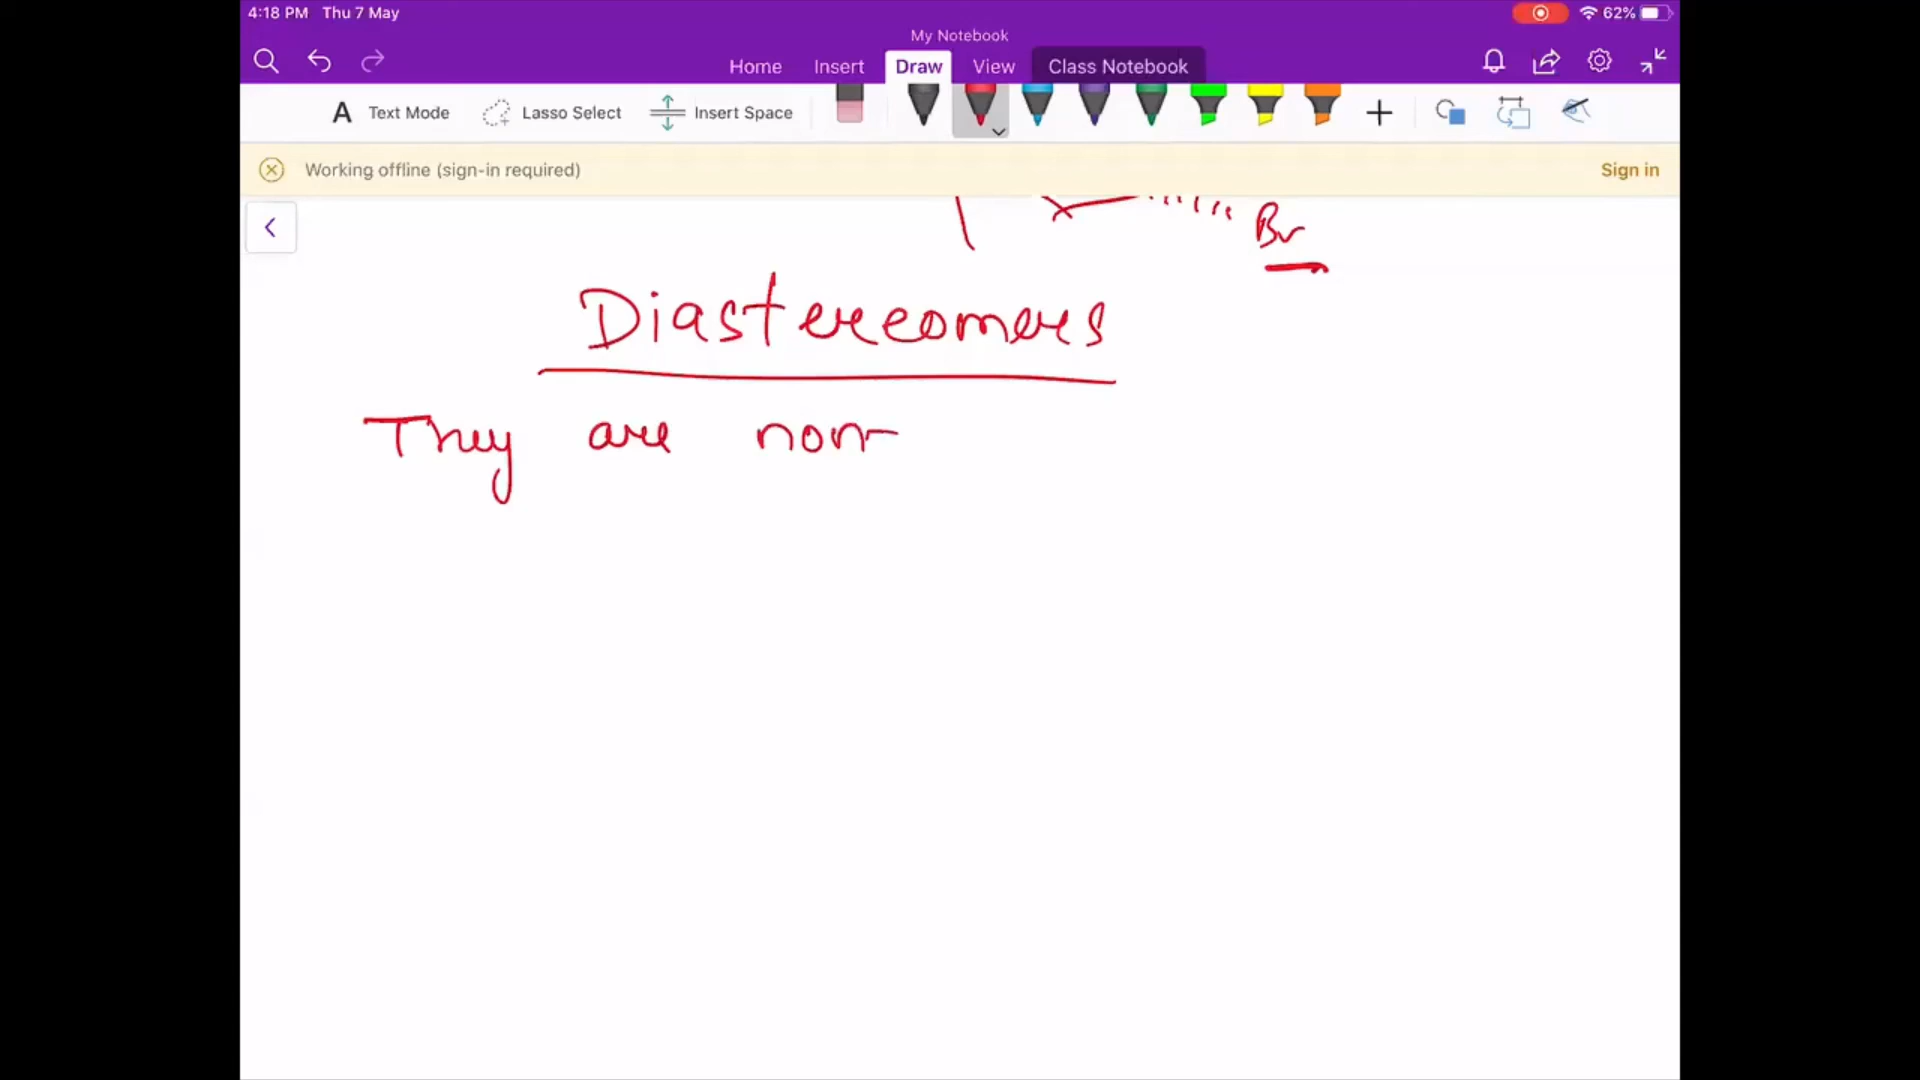 4:18 PM Thu 7 May 62%
My Notebook
Home Insert Draw View Class Notebook
A Text Mode Lasso Select Insert Space
Working offline (sign-in required) Sign in
Br
Diastereomers
They are non-